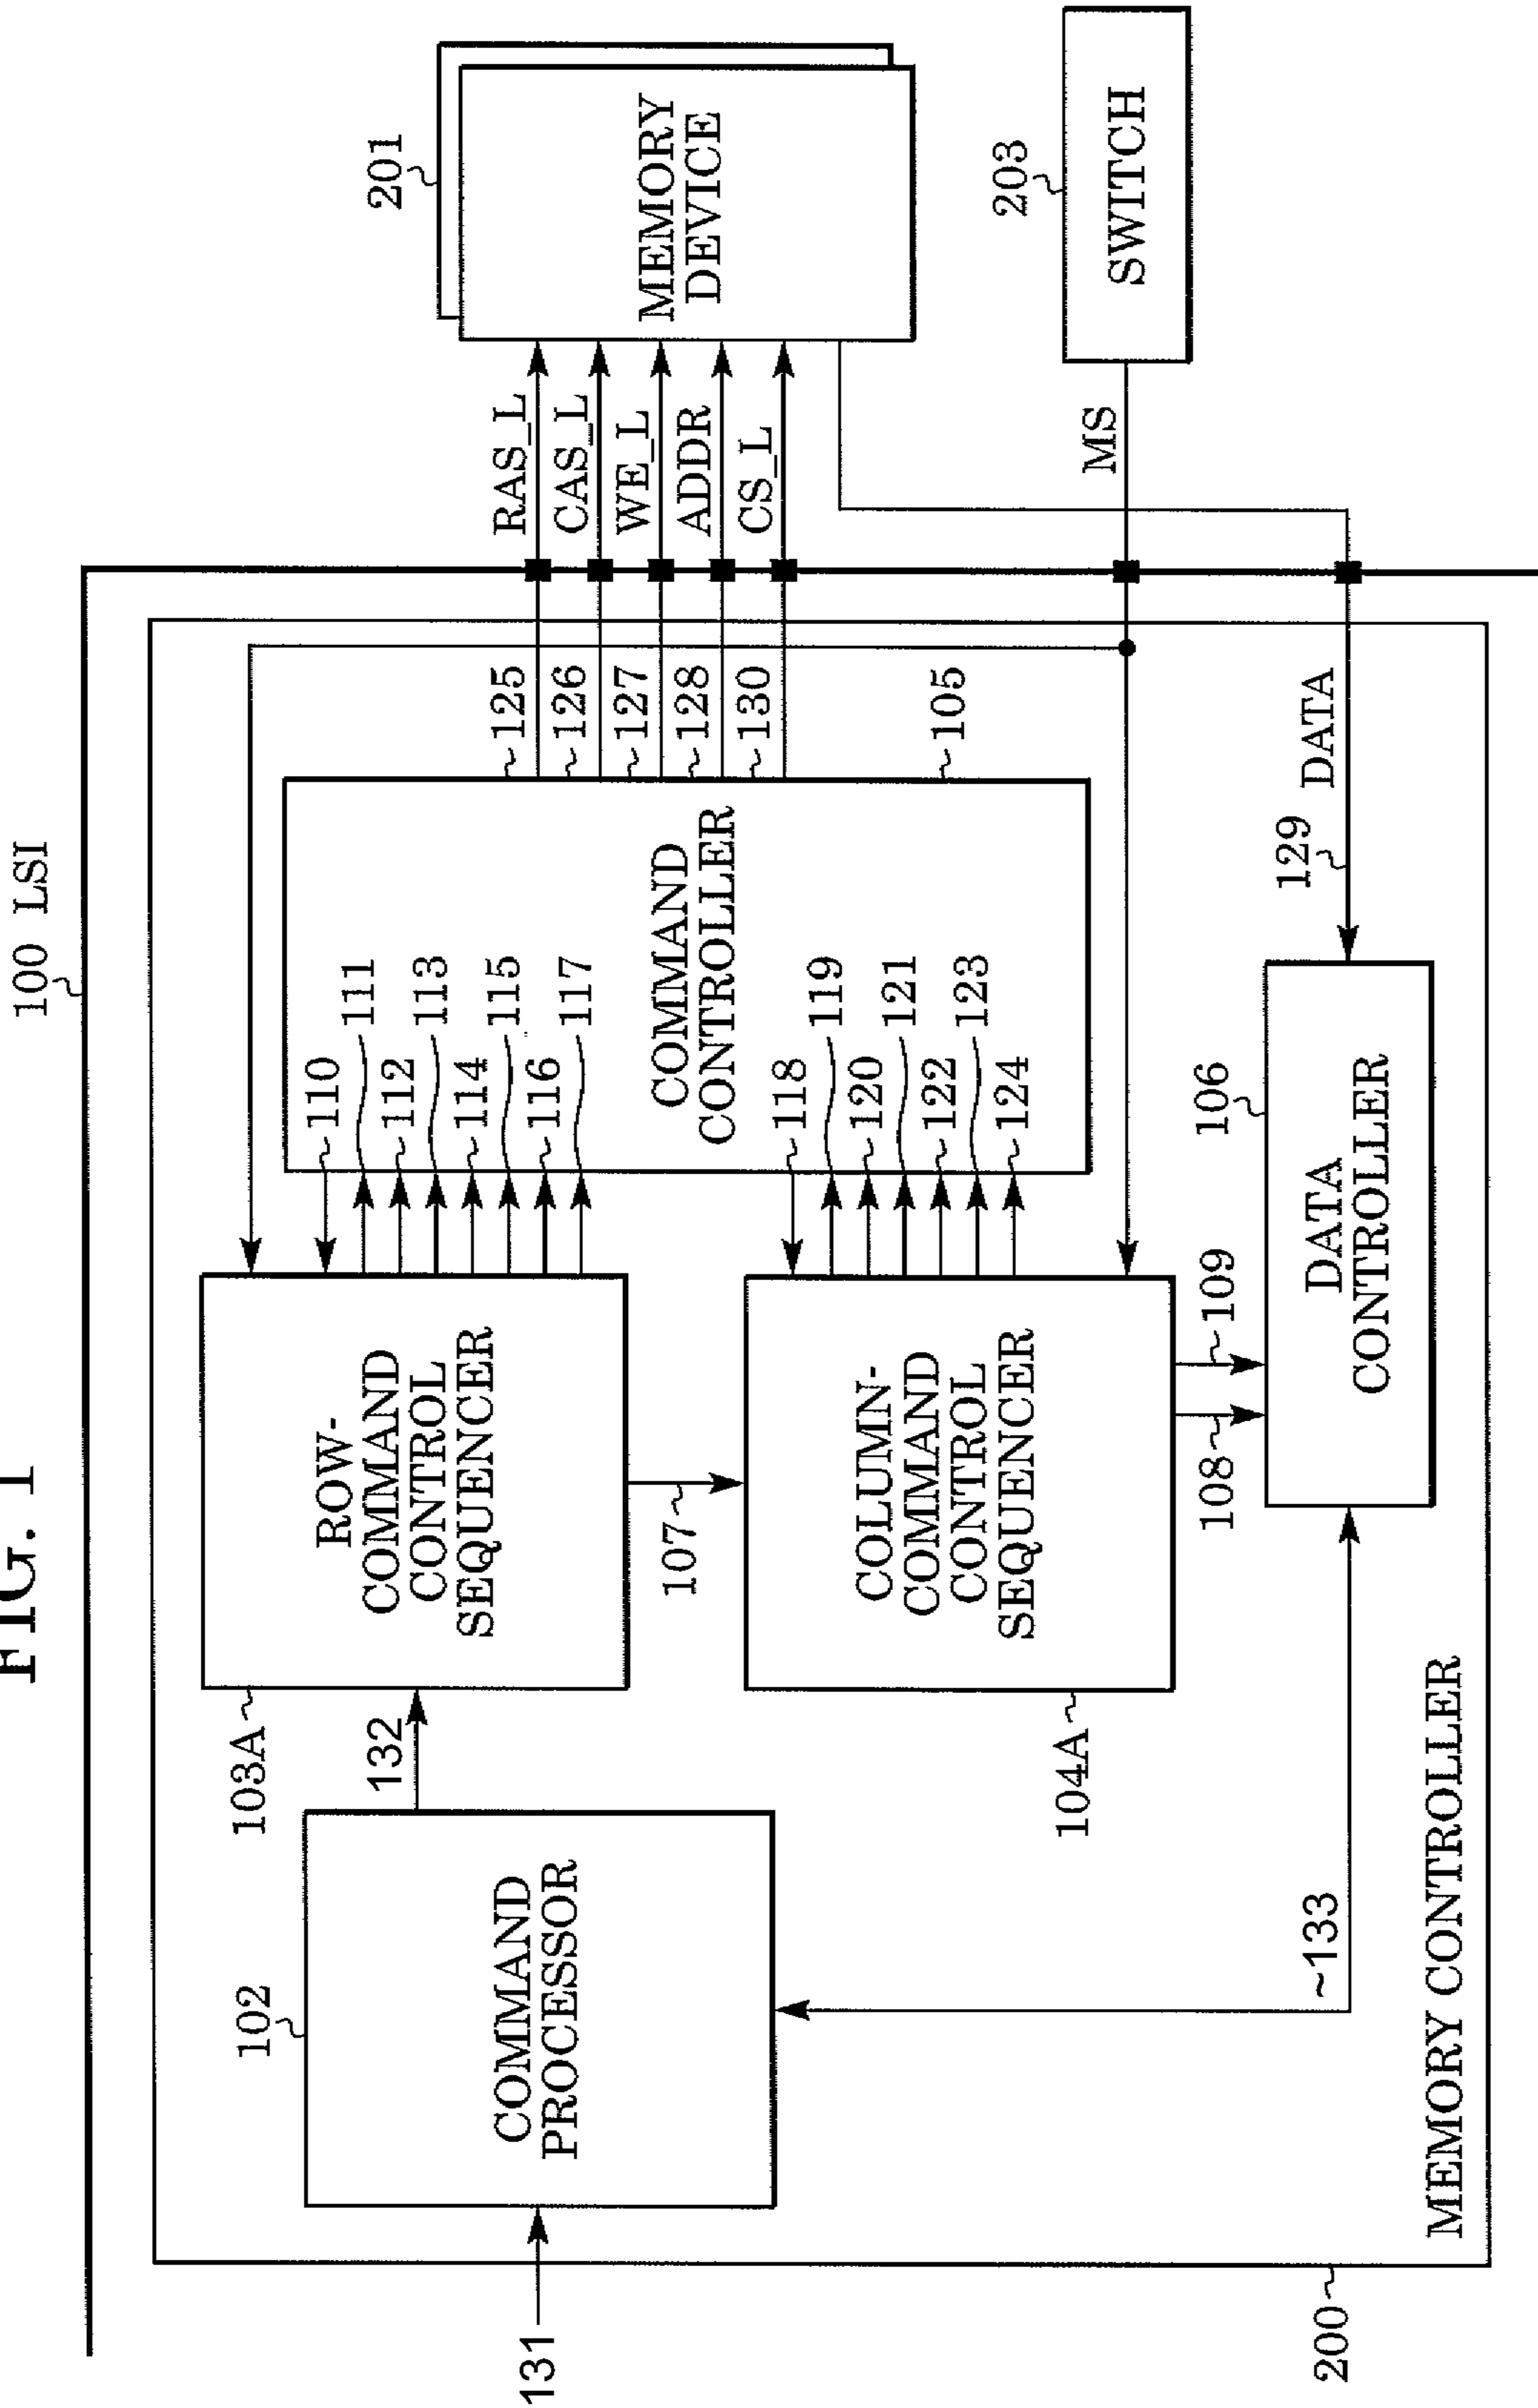 FIG. 1
100 LSI
201
MEMORY
DEVICE
203
SWITCH
RAS_L
CAS_L
WE_L
ADDR
CS_L
MS
125
126
127
128
130
105
DATA
129
COMMAND
CONTROLLER
110
111
112
113
114
115
116
117
118
119
120
121
122
123
124
ROW-
COMMAND
CONTROL
SEQUENCER
103A
107
COLUMN-
COMMAND
CONTROL
SEQUENCER
104A
109
108
106
DATA
CONTROLLER
132
102
COMMAND
PROCESSOR
131
~133
MEMORY CONTROLLER
200